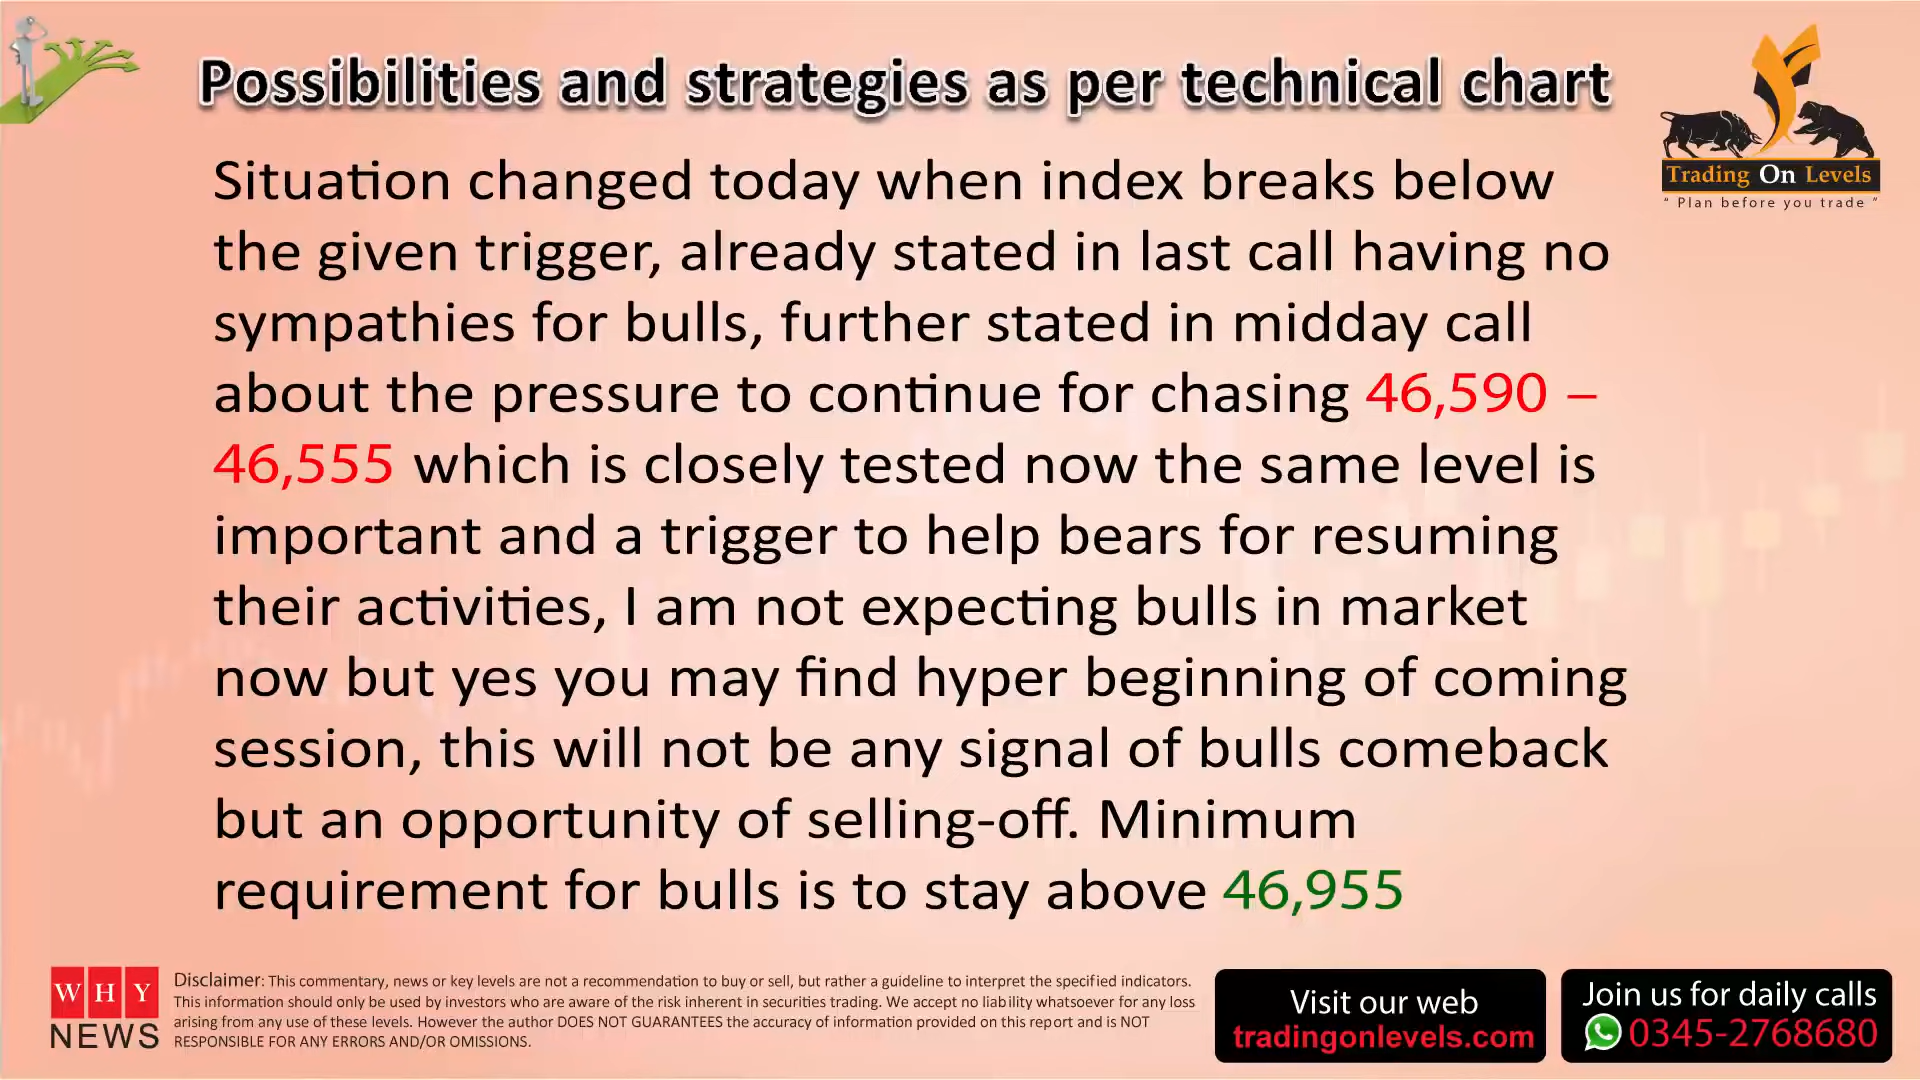 Possibilities and strategies as per technical chart
Situation changed today when index breaks below
the given trigger, already stated in last call having no
sympathies for bulls, further stated in midday call
about the pressure to continue for chasing 46,590 –
46,555 which is closely tested now the same level is
important and a trigger to help bears for resuming
their activities, I am not expecting bulls in market
now but yes you may find hyper beginning of coming
session, this will not be any signal of bulls comeback
but an opportunity of selling-off. Minimum
requirement for bulls is to stay above 46,955
Trading On Levels
“ Plan before you trade ”
WHY
NEWS
Disclaimer: This commentary, news or key levels are not a recommendation to buy or sell, but rather a guideline to interpret the specified indicators.
This information should only be used by investors who are aware of the risk inherent in securities trading. We accept no liability whatsoever for any loss
arising from any use of these levels. However the author DOES NOT GUARANTEES the accuracy of information provided on this report and is NOT
RESPONSIBLE FOR ANY ERRORS AND/OR OMISSIONS.
Visit our web
tradingonlevels.com
Join us for daily calls
0345-2768680